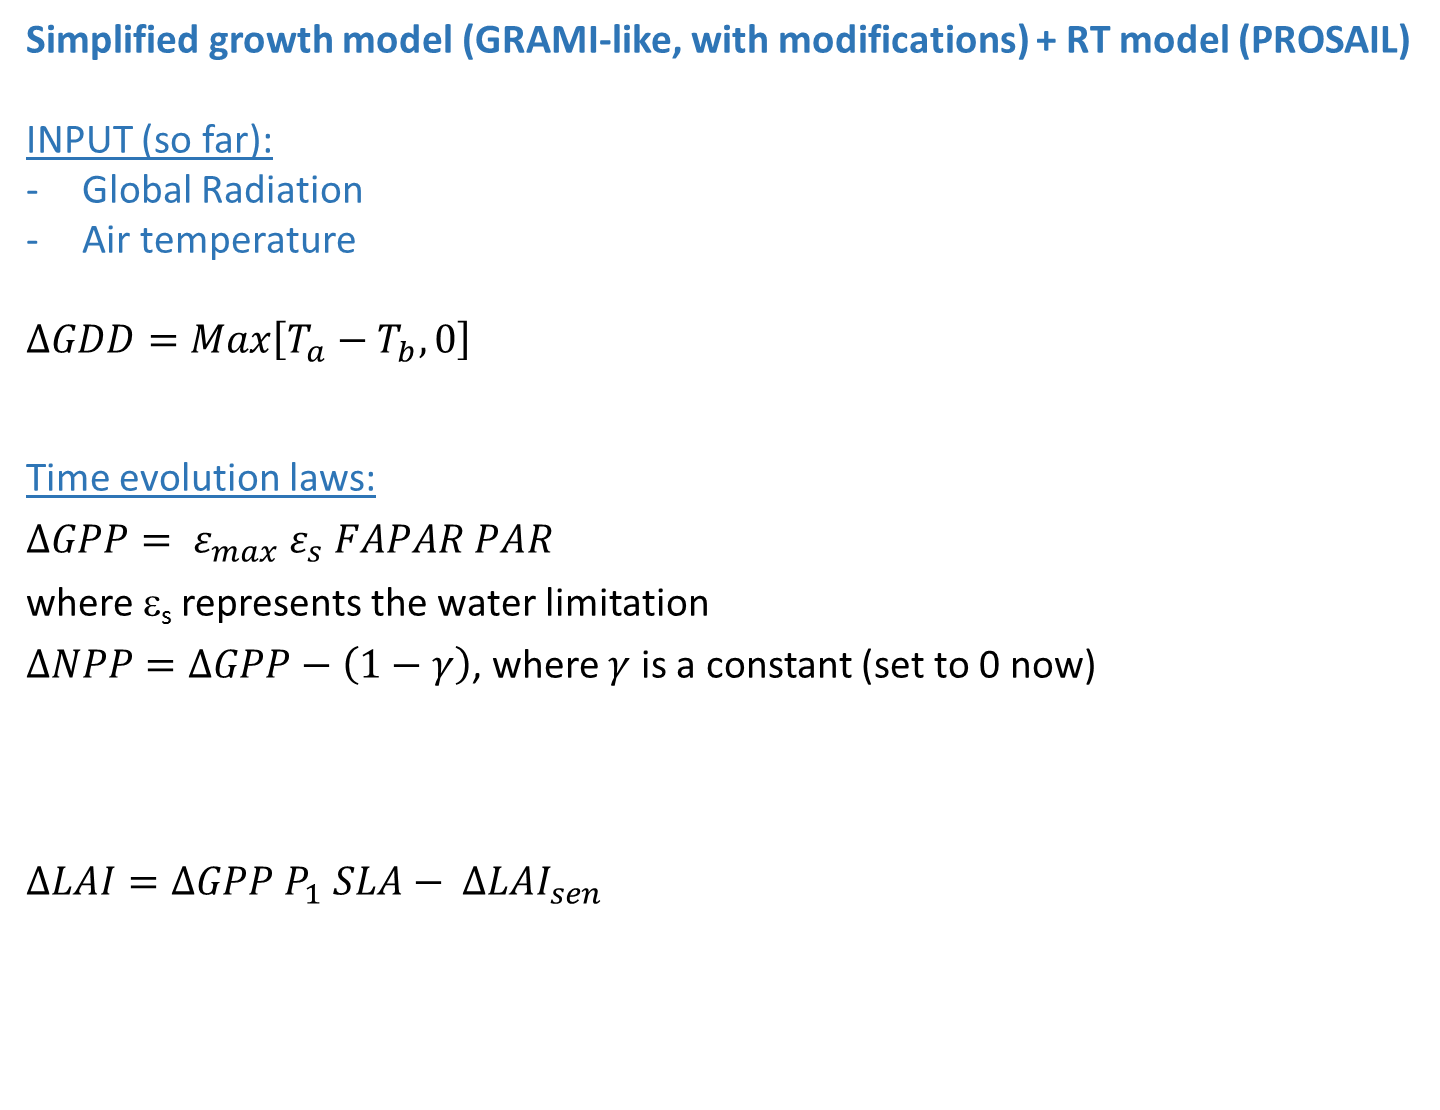 Simplified growth model (GRAMI-like, with modifications) + RT model (PROSAIL)
INPUT (so far):
- Global Radiation
- Air temperature
ΔGDD = Max[T_a − T_b, 0]
Time evolution laws:
ΔGPP = ε_max ε_s FAPAR PAR
where ε_s represents the water limitation
ΔNPP = ΔGPP − (1 − γ), where γ is a constant (set to 0 now)
ΔLAI = ΔGPP P_1 SLA − ΔLAI_sen